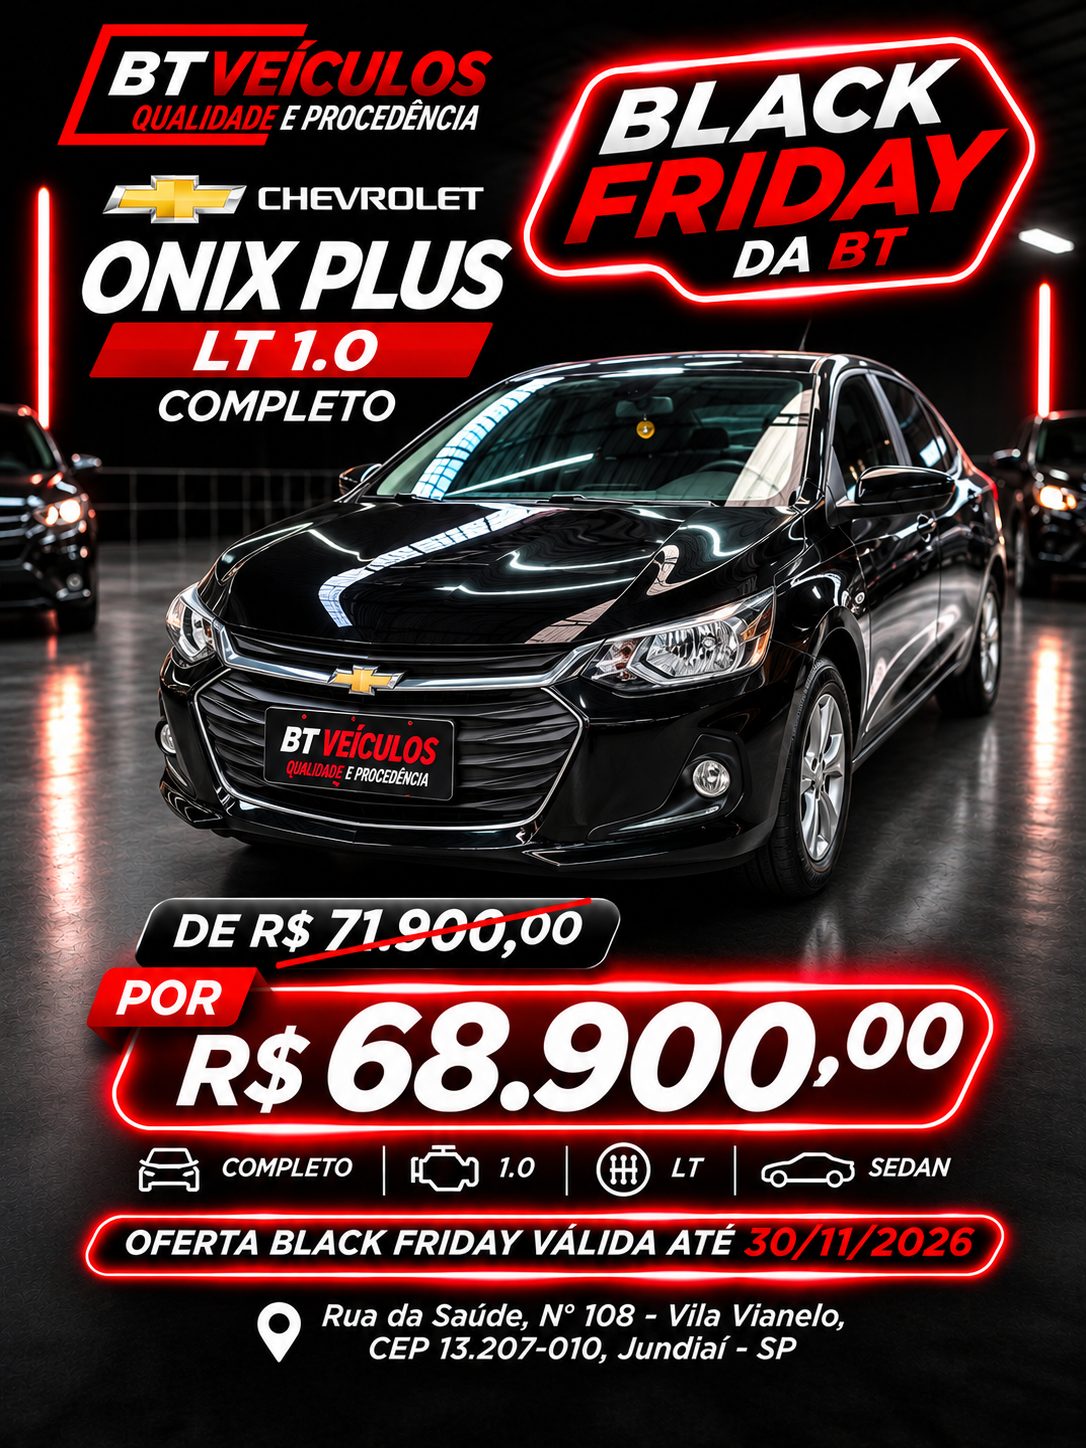 BT VEÍCULOS
QUALIDADE E PROCEDÊNCIA
BLACK
FRIDAY
DA BT
CHEVROLET
ONIX PLUS
LT 1.0
COMPLETO
BT VEÍCULOS
QUALIDADE E PROCEDÊNCIA
DE R$ 71.900,00
POR
R$ 68.900,00
COMPLETO
1.0
LT
SEDAN
OFERTA BLACK FRIDAY VÁLIDA ATÉ 30/11/2026
Rua da Saúde, N° 108 - Vila Vianelo,
CEP 13.207-010, Jundiaí - SP